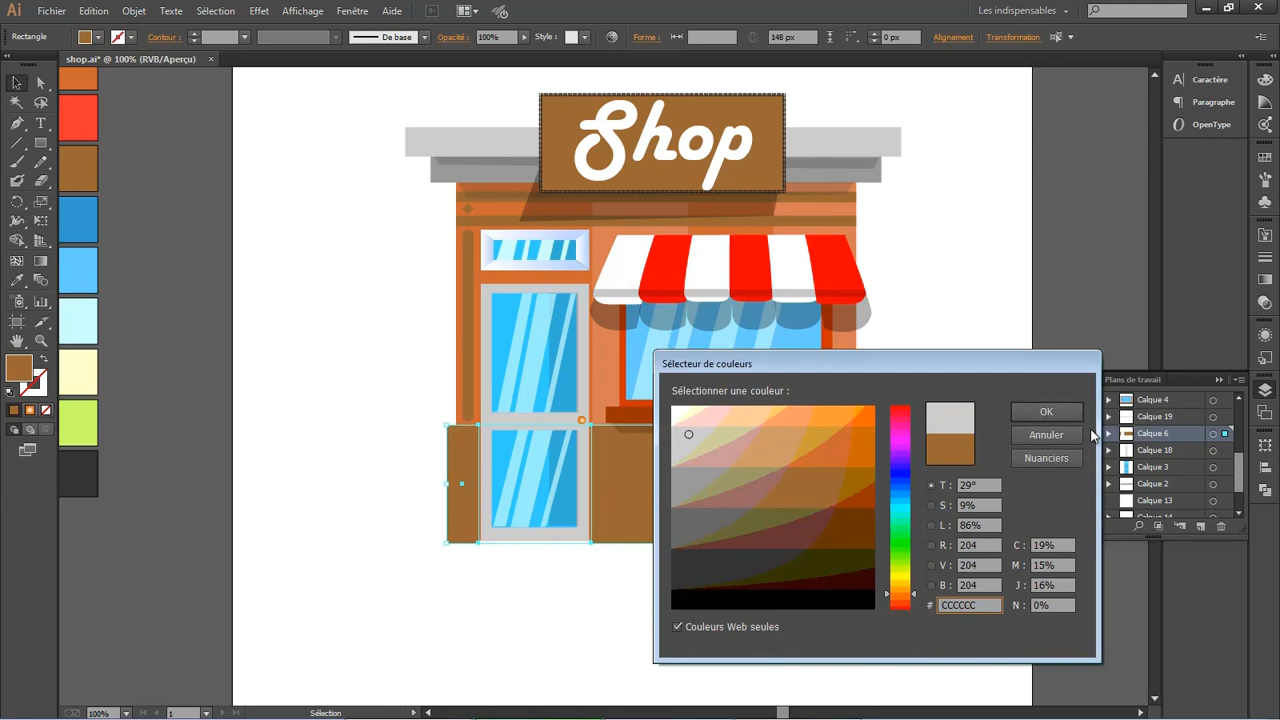 Ai Fichier Edition Objet Texte Sélection Effet Affichage Fenêtre Aide Br Les indispensables
Rectangle Contour : De base Opacité : 100% Style : Forme : 148 px 0 px Alignement Transformation
shop.ai* @ 100% (RVB/Aperçu)
Shop
A| Caractère
¶ Paragraphe
O OpenType
Sélecteur de couleurs
Sélectionner une couleur :
OK
Annuler
Nuanciers
T : 29°
S : 9%
L : 86%
R : 204 C : 19%
V : 204 M : 15%
B : 204 J : 16%
# CCCCCC N : 0%
Couleurs Web seules
Plans de travail
Calque 4
Calque 19
Calque 6
Calque 18
Calque 3
Calque 2
Calque 13
Calque 14
100% 1 Sélection